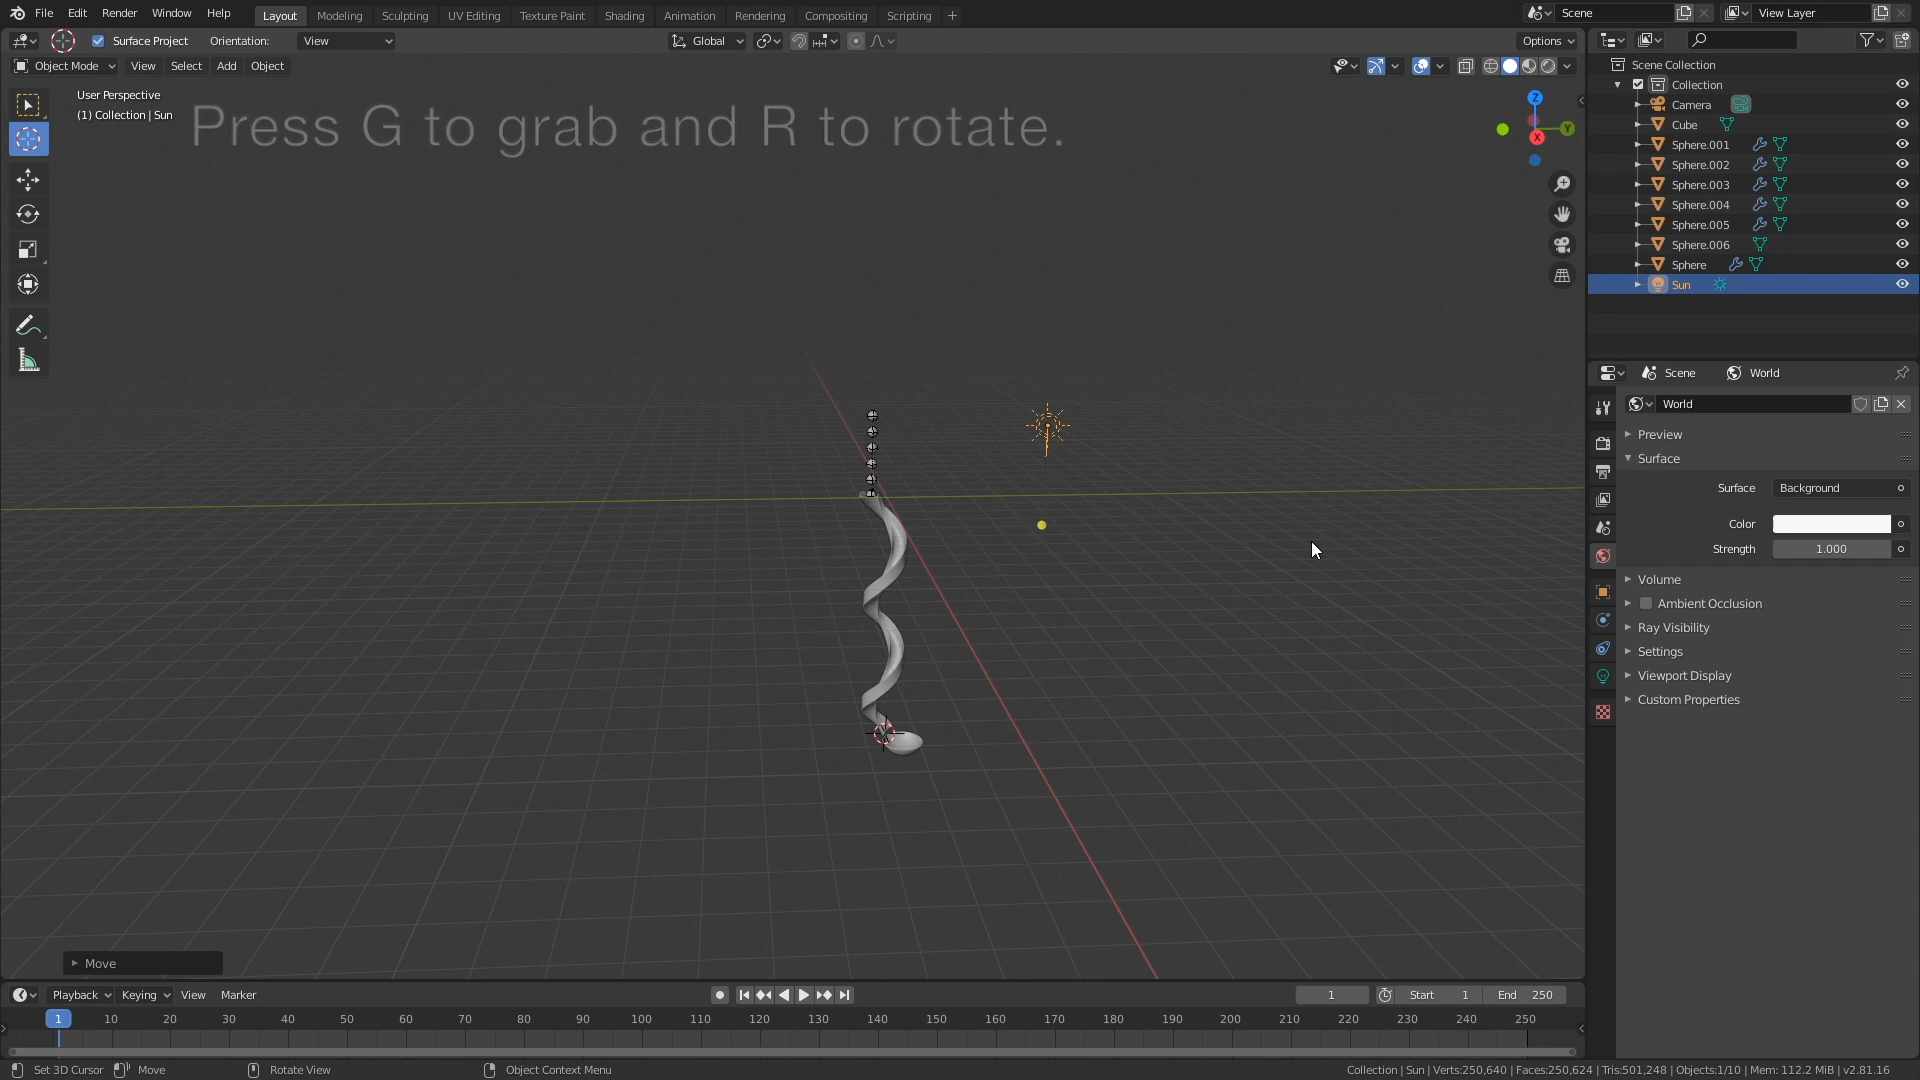 File Edit Render Window Help Layout Modeling Sculpting UV Editing Texture Paint Shading Animation Rendering Compositing Scripting + Scene View Layer
Surface Project Orientation: View Global Options
Object Mode View Select Add Object
User Perspective
(1) Collection | Sun
Press G to grab and R to rotate.
Z
Y
X
Scene Collection
Collection
Camera
Cube
Sphere.001
Sphere.002
Sphere.003
Sphere.004
Sphere.005
Sphere.006
Sphere
Sun
Scene World
World
Preview
Surface
Surface Background
Color
Strength 1.000
Volume
Ambient Occlusion
Ray Visibility
Settings
Viewport Display
Custom Properties
Move
Playback Keying View Marker 1 Start 1 End 250
1 10 20 30 40 50 60 70 80 90 100 110 120 130 140 150 160 170 180 190 200 210 220 230 240 250
Set 3D Cursor Move Rotate View Object Context Menu Collection | Sun | Verts:250,640 | Faces:250,624 | Tris:501,248 | Objects:1/10 | Mem: 112.2 MiB | v2.81.16